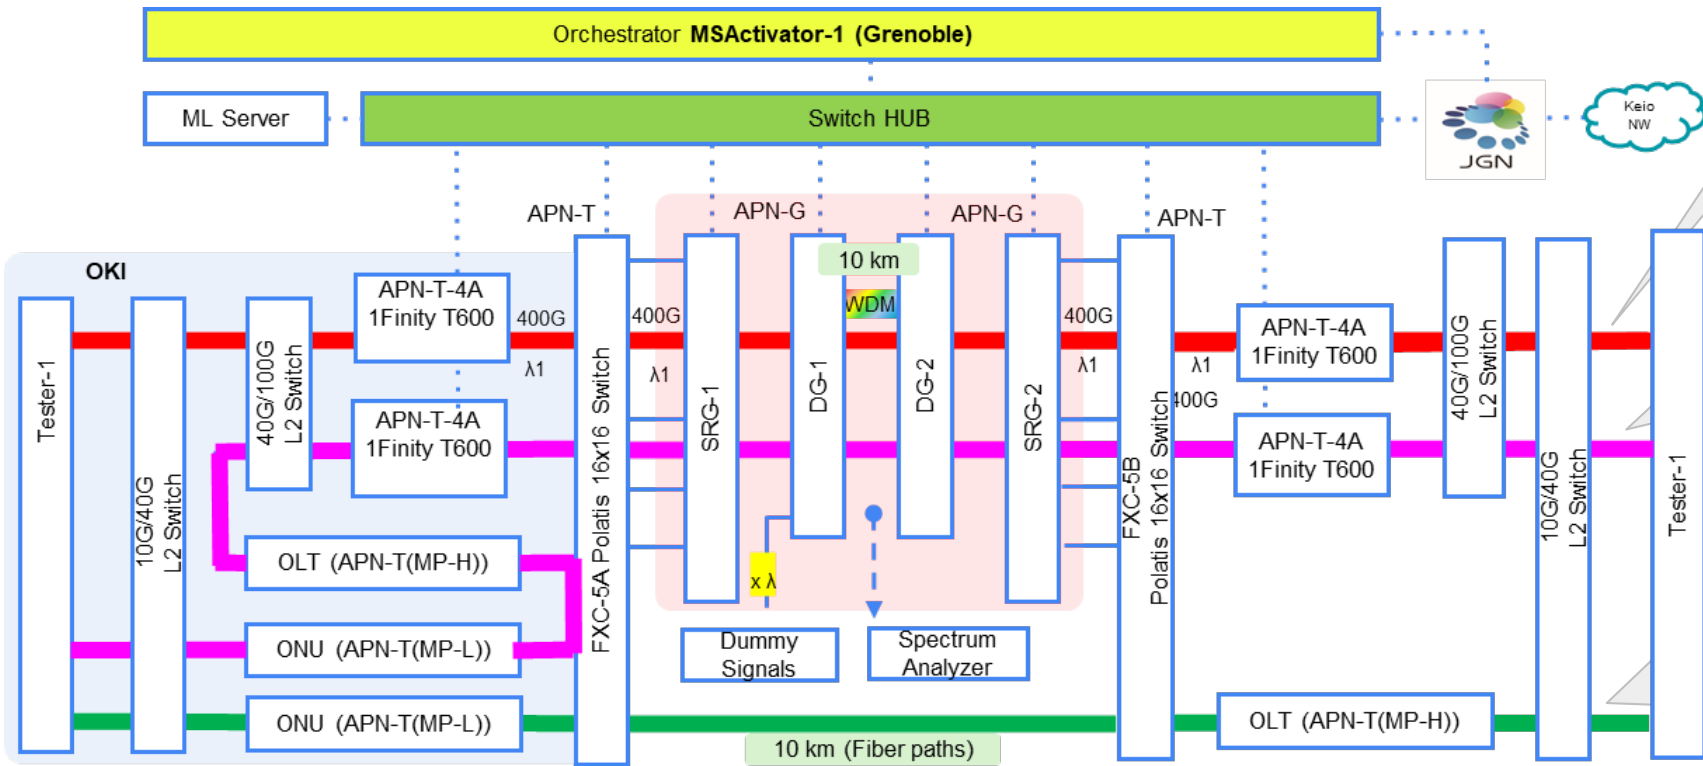 Orchestrator MSActivator-1 (Grenoble)
ML Server
Switch HUB
JGN
Keio
NW
APN-T
APN-G
APN-G
APN-T
OKI
10 km
WDM
Tester-1
10G/40G
L2 Switch
40G/100G
L2 Switch
APN-T-4A
1Finity T600
400G
λ1
APN-T-4A
1Finity T600
OLT (APN-T(MP-H))
ONU (APN-T(MP-L))
ONU (APN-T(MP-L))
FXC-5A Polatis 16x16 Switch
400G
λ1
SRG-1
DG-1
DG-2
SRG-2
x λ
Dummy
Signals
Spectrum
Analyzer
10 km (Fiber paths)
400G
λ1
FXC-5B
Polatis 16x16 Switch
λ1
400G
APN-T-4A
1Finity T600
APN-T-4A
1Finity T600
40G/100G
L2 Switch
10G/40G
L2 Switch
Tester-1
OLT (APN-T(MP-H))